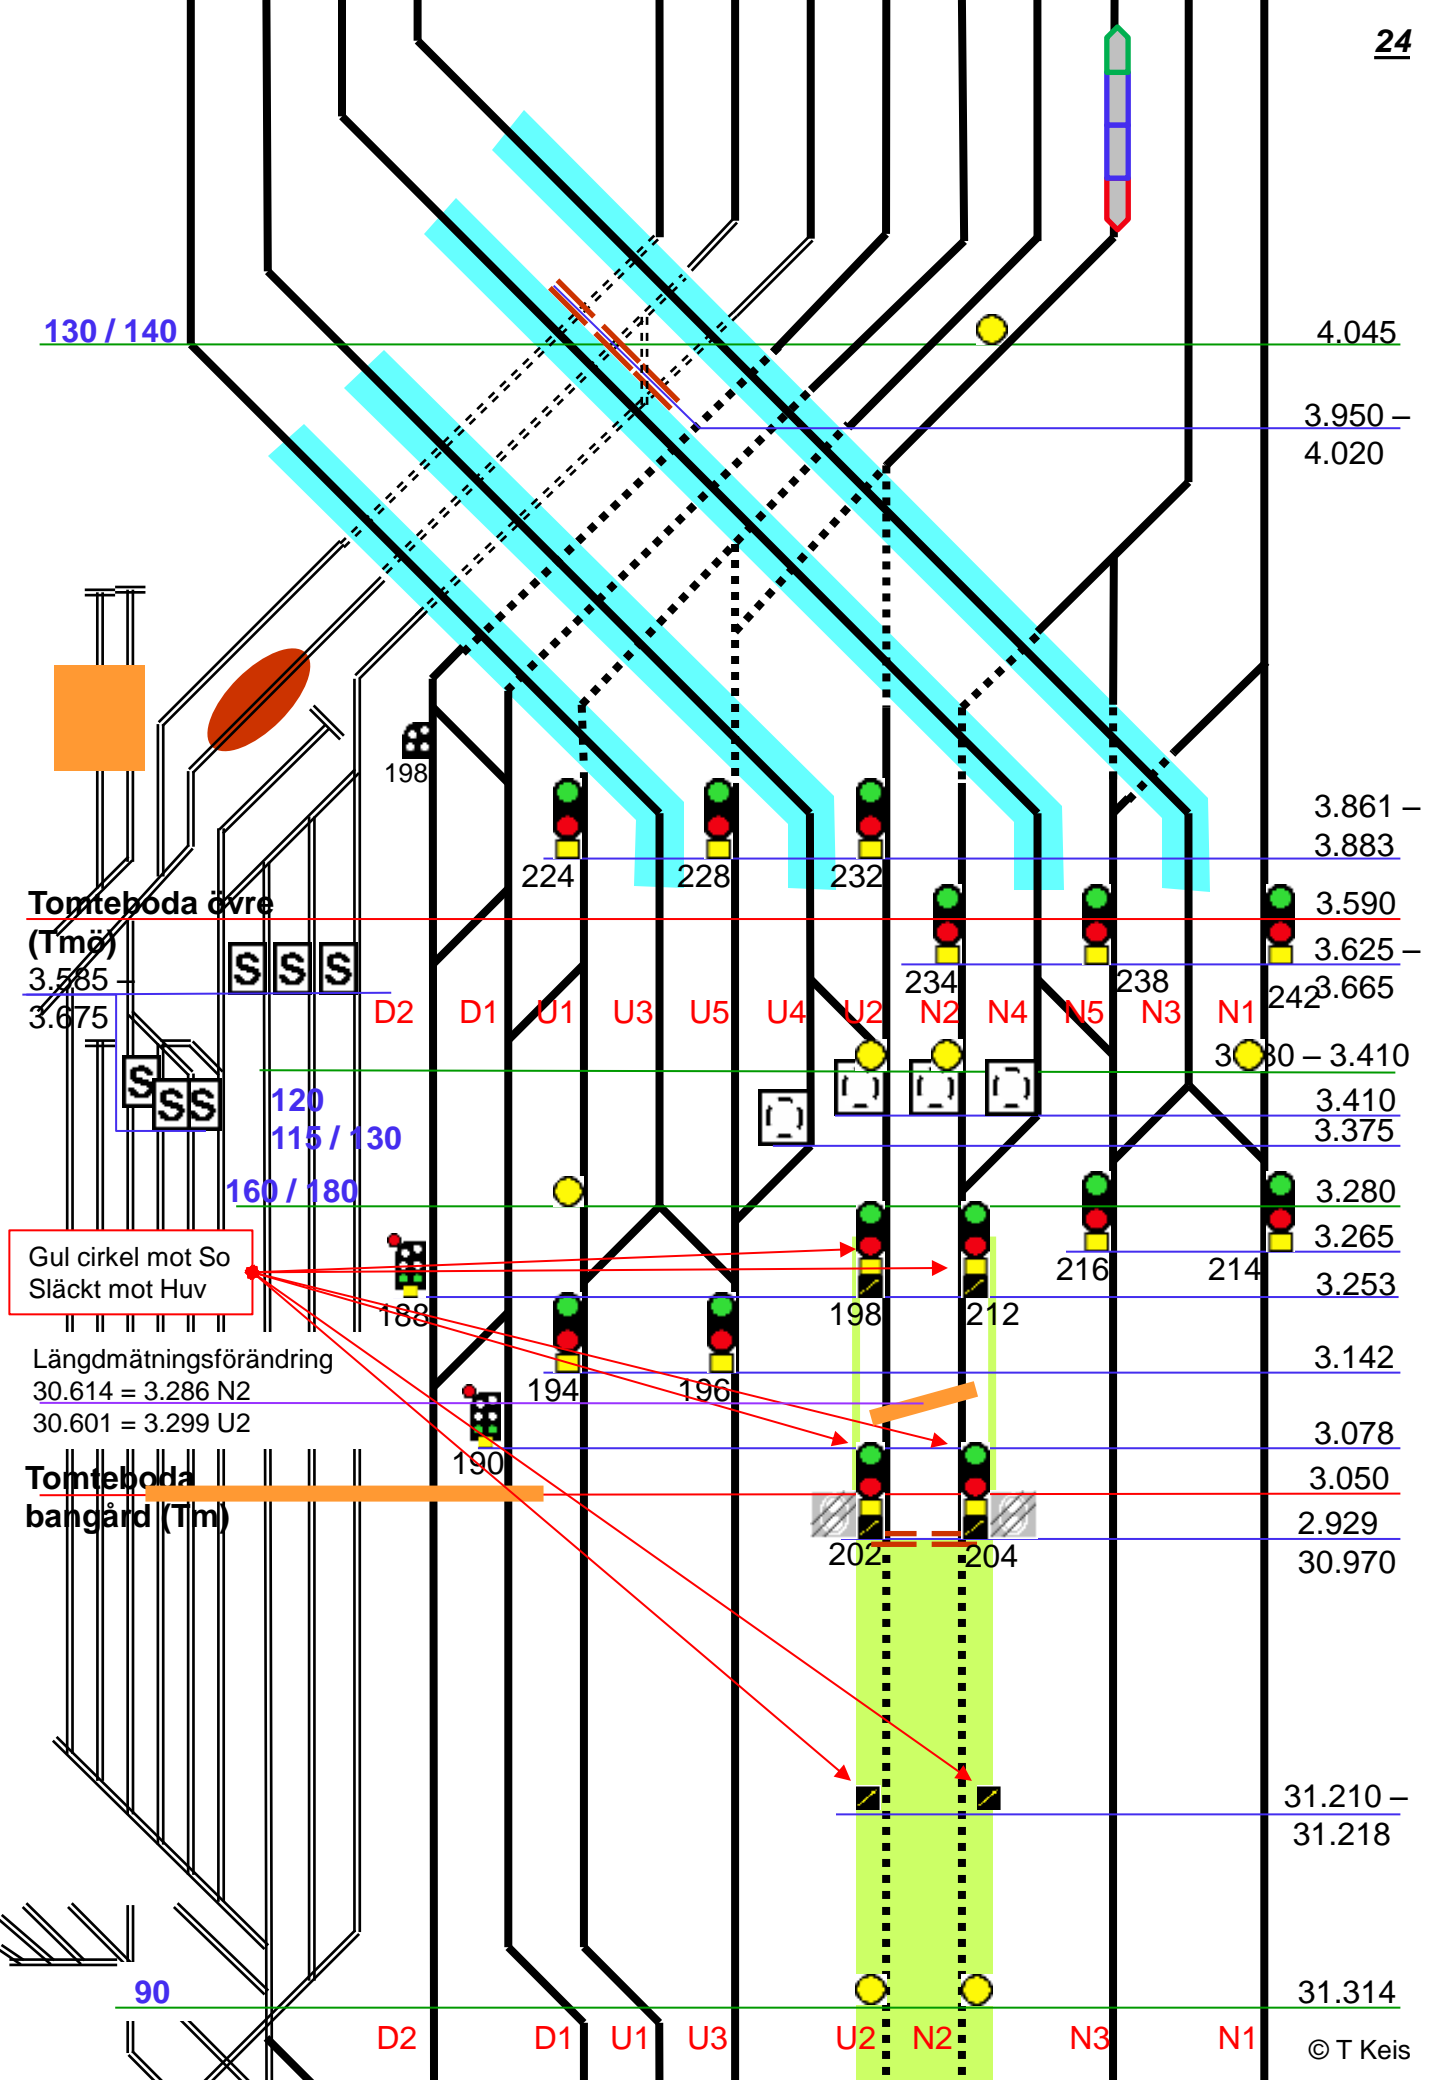 24
130 / 140
4.045
3.950 –
4.020
198
3.861 –
3.883
224
228
232
Tomteboda övre
(Tmö)
3.590
3.585 –
3.675
S S S
234
238
242
3.625 –
3.665
D2 D1 U1 U3 U5 U4 U2 N2 N4 N5 N3 N1
– 3.410
S
S S
120
115 / 130
3.410
3.375
160 / 180
3.280
Gul cirkel mot So
Släckt mot Huv
188
198
212
216
214
3.265
3.253
Längdmätningsförändring
30.614 = 3.286 N2
30.601 = 3.299 U2
194
196
3.142
190
3.078
Tomteboda
bangård (Tm)
3.050
202
204
2.929
30.970
31.210 –
31.218
90
31.314
D2 D1 U1 U3 U2 N2 N3 N1
© T Keis